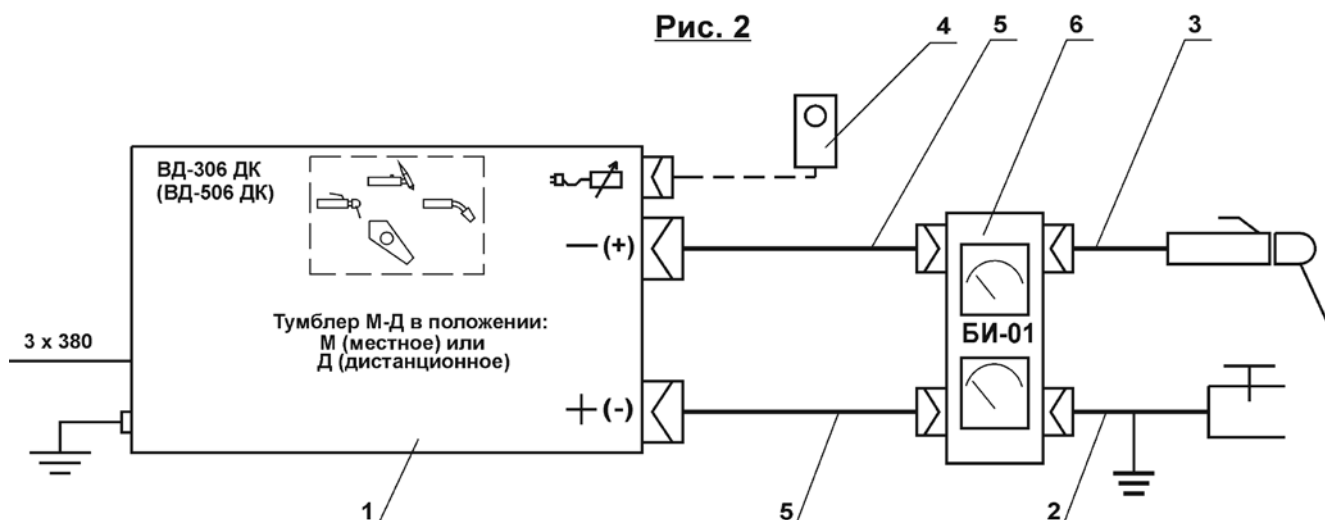 Рис. 2
4
5
6
3
ВД-306 ДК
(ВД-506 ДК)
— (+)
Тумблер М-Д в положении:
М (местное) или
Д (дистанционное)
3 x 380
БИ-01
+ (-)
1
5
2